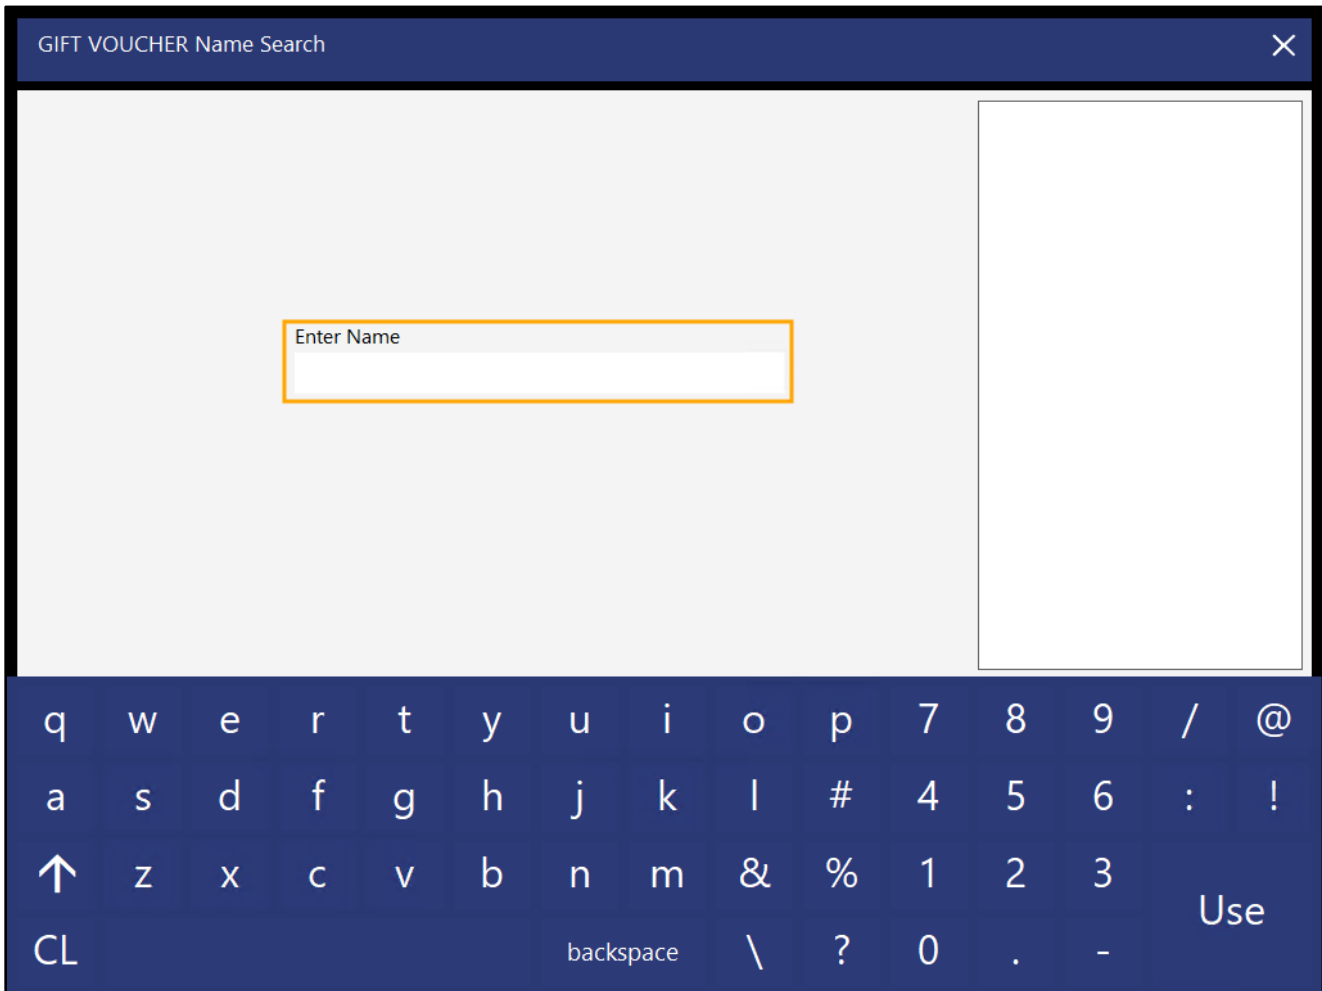 GIFT VOUCHER Name Search
Enter Name
q w e r t y u i o p 7 8 9 / @
a s d f g h j k l # 4 5 6 : !
↑ z x c v b n m & % 1 2 3
Use
CL backspace \ ? 0 . -